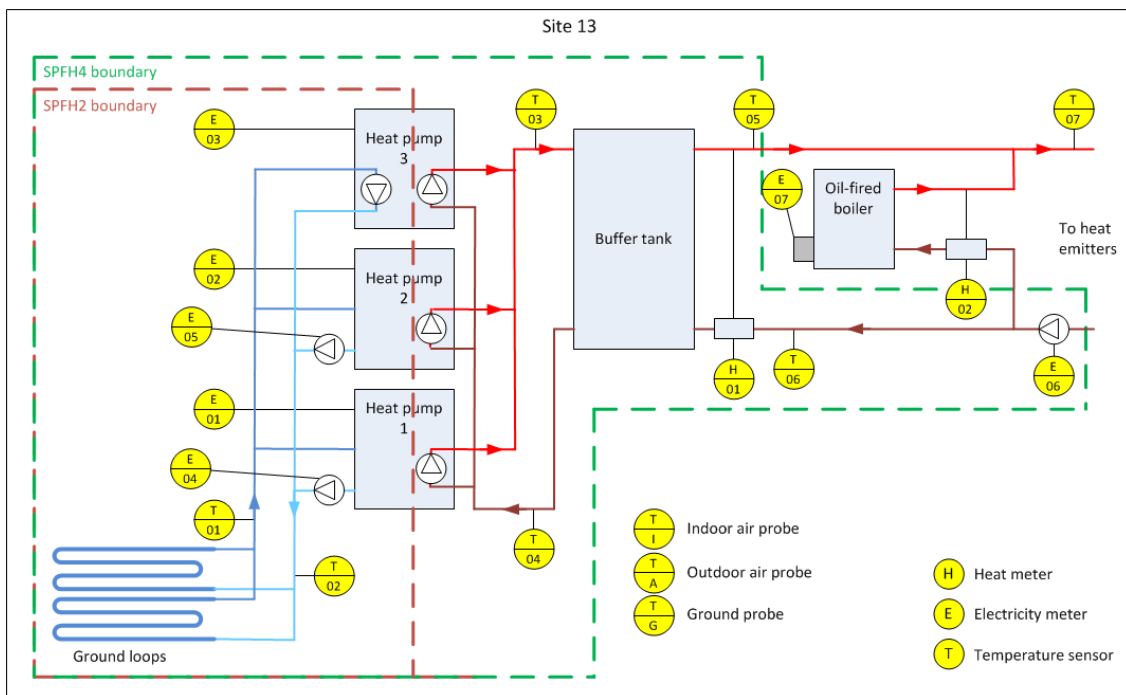 Site 13
SPFH4 boundary
SPFH2 boundary
E
03
Heat pump
3
T
03
T
05
T
07
E
07
Oil-fired
boiler
To heat
emitters
E
02
Heat pump
2
Buffer tank
H
02
E
05
E
01
Heat pump
1
H
01
T
06
E
06
E
04
T
01
T
04
T
02
Ground loops
T
I
Indoor air probe
T
A
Outdoor air probe
T
G
Ground probe
H
Heat meter
E
Electricity meter
T
Temperature sensor